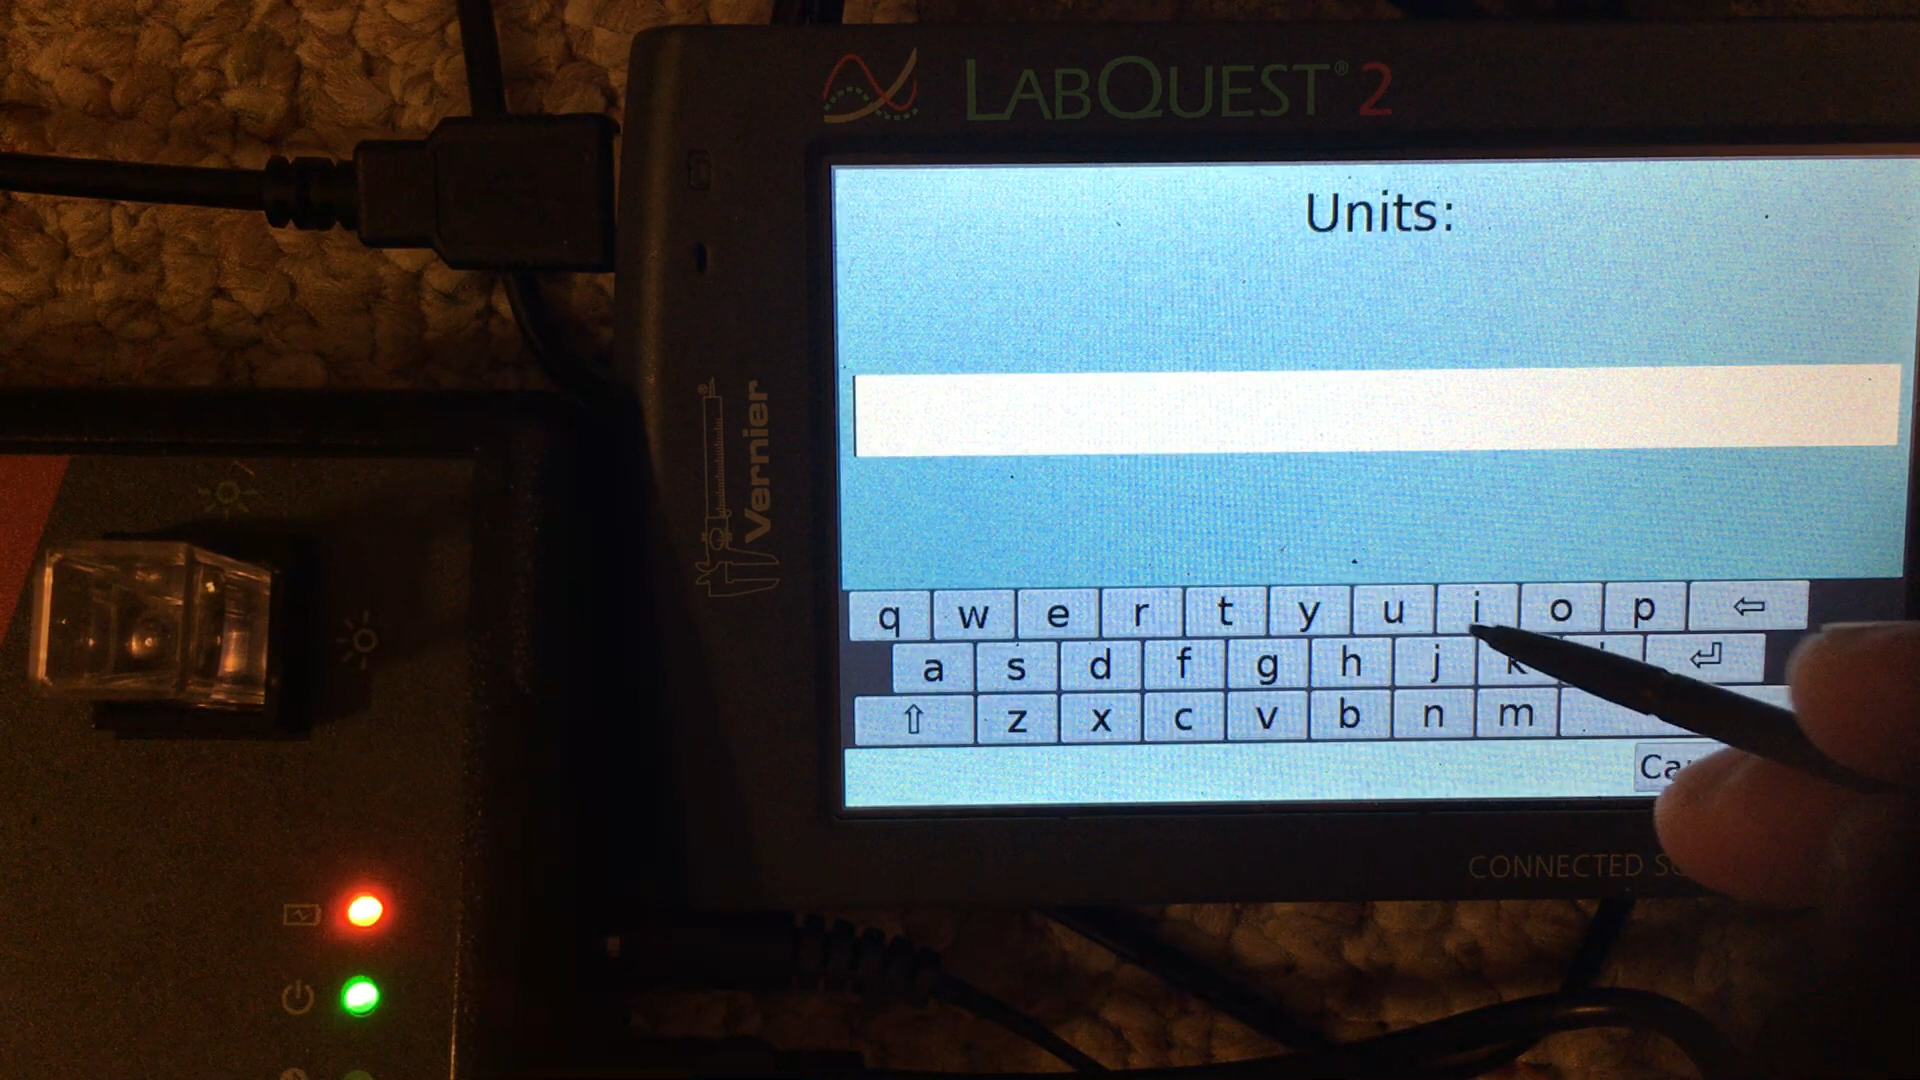 LABQUEST® 2
Units:
Vernier®
q w e r t y u i o p
a s d f g h j k
z x c v b n m
CONNECTED